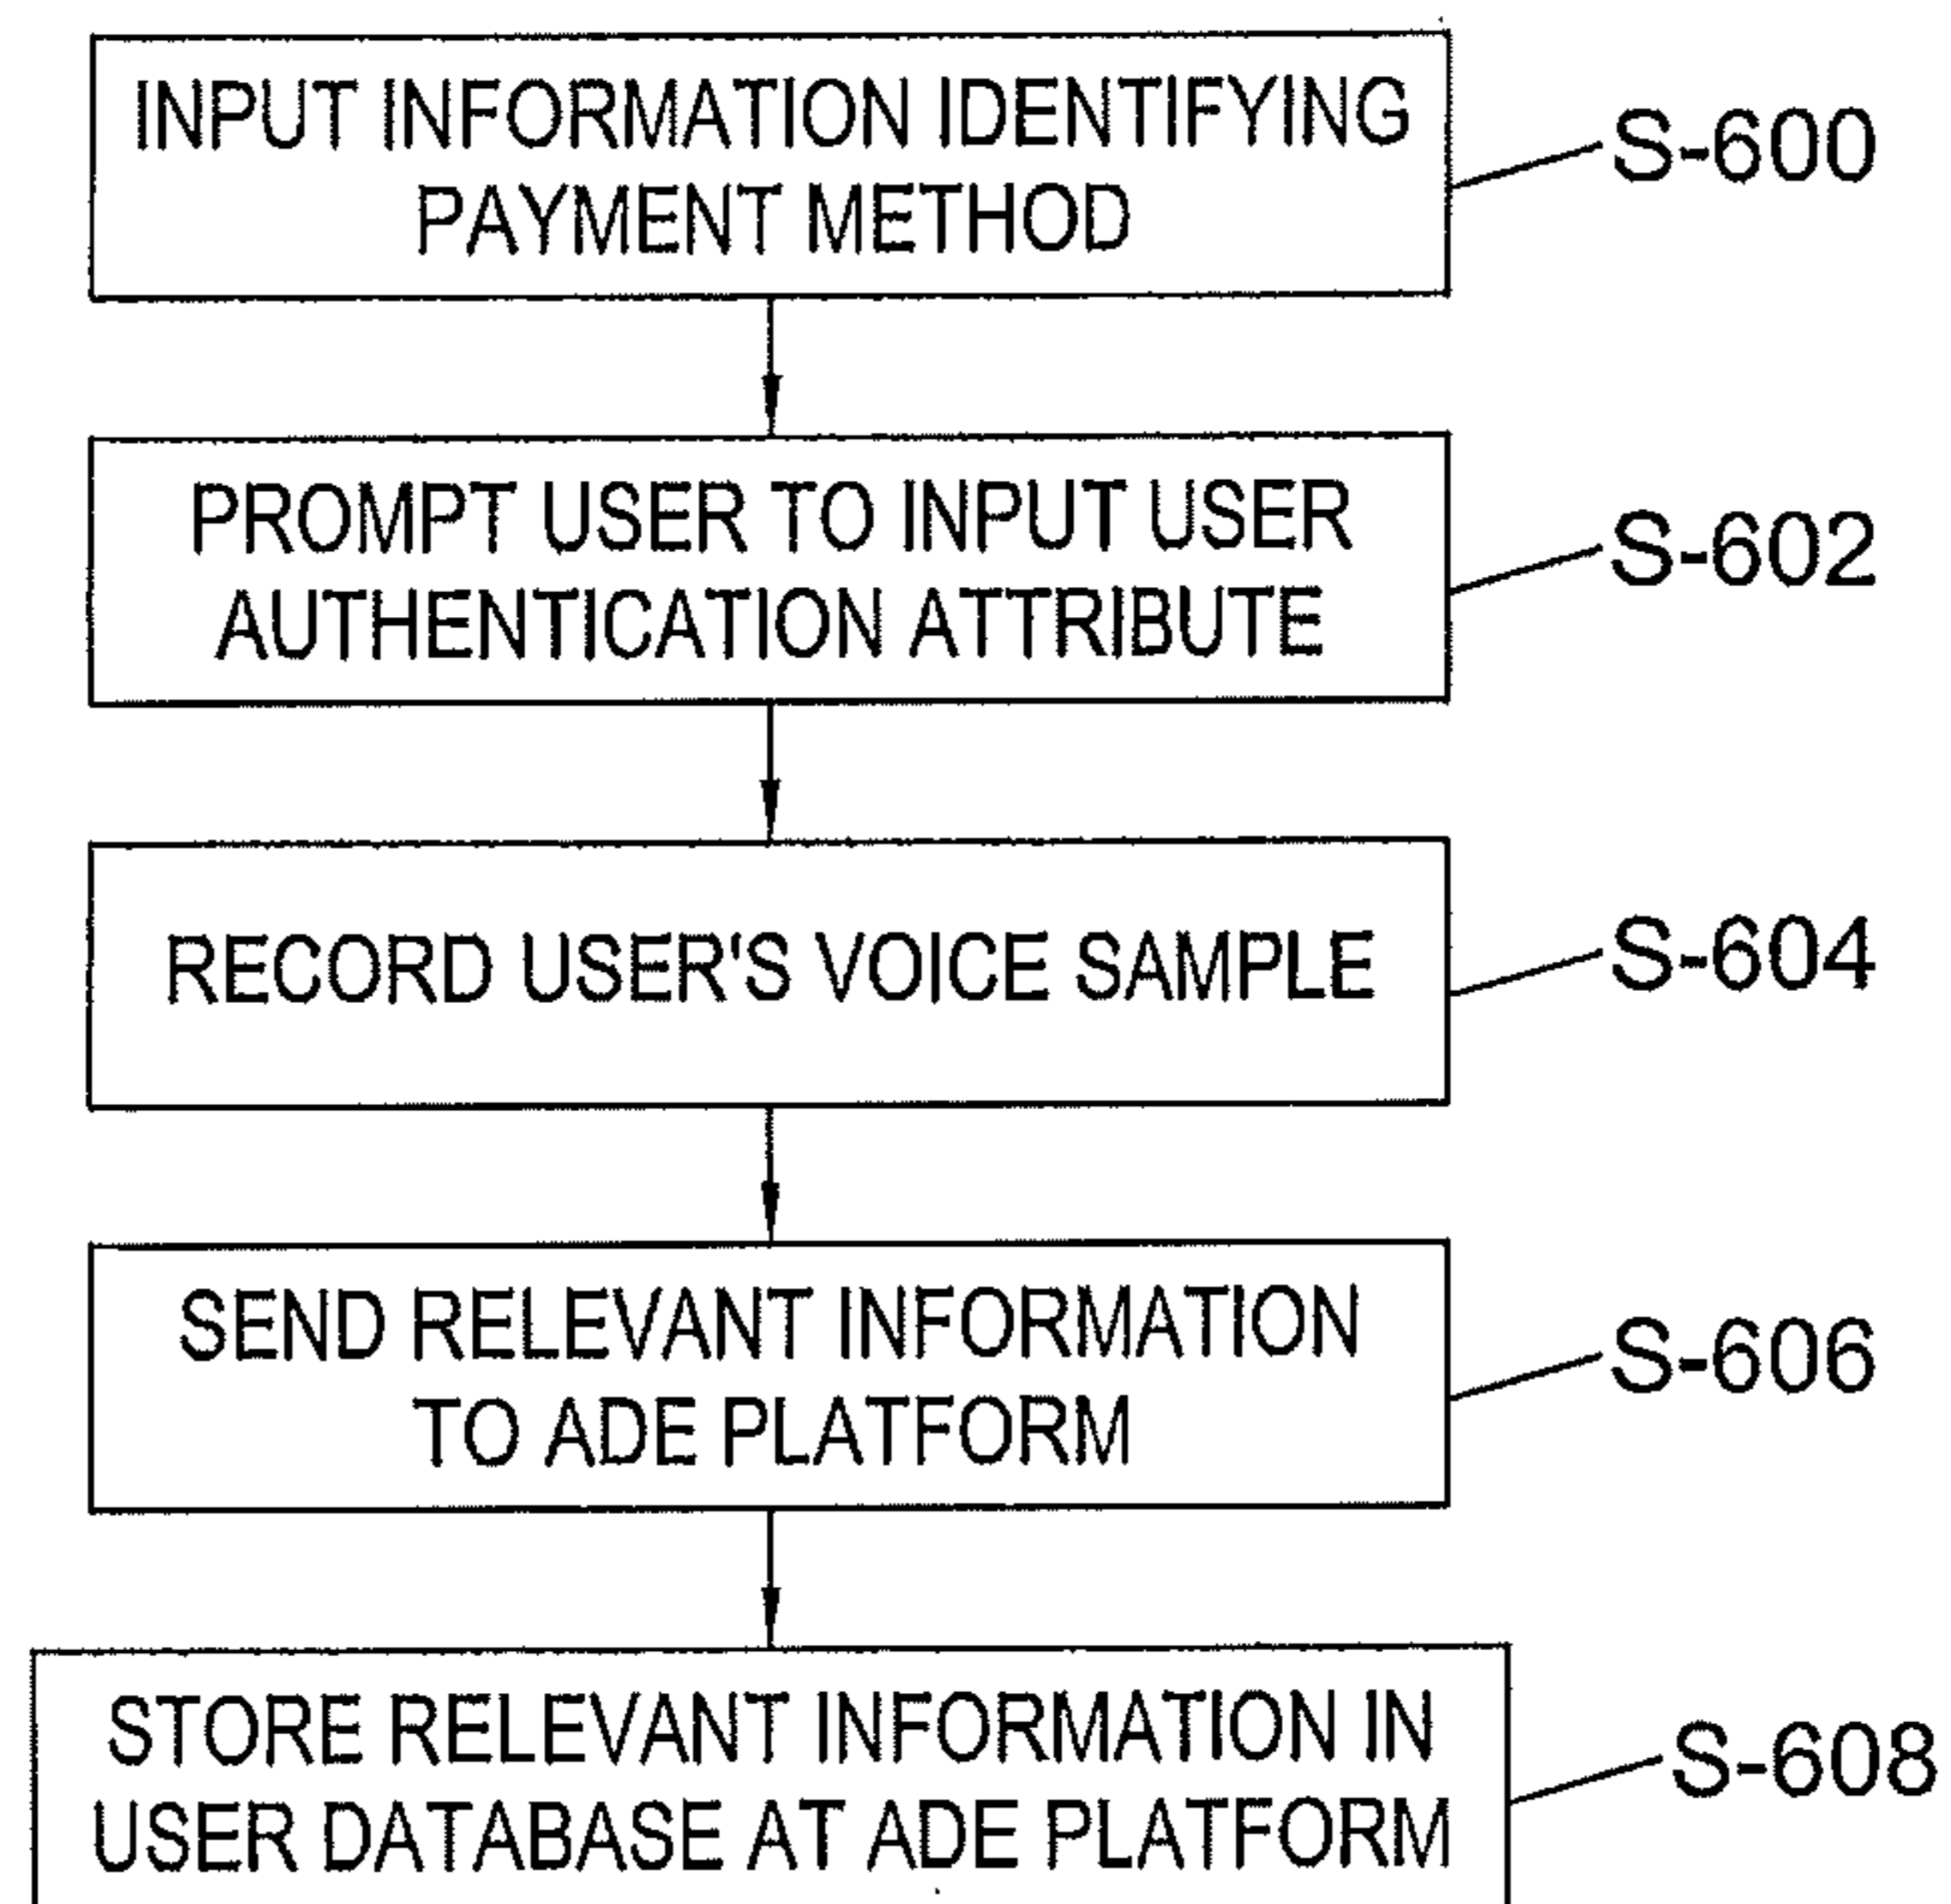 INPUT INFORMATION IDENTIFYING
PAYMENT METHOD
S-600
PROMPT USER TO INPUT USER
AUTHENTICATION ATTRIBUTE
S-602
RECORD USER'S VOICE SAMPLE
S-604
SEND RELEVANT INFORMATION
TO ADE PLATFORM
S-606
STORE RELEVANT INFORMATION IN
USER DATABASE AT ADE PLATFORM
S-608